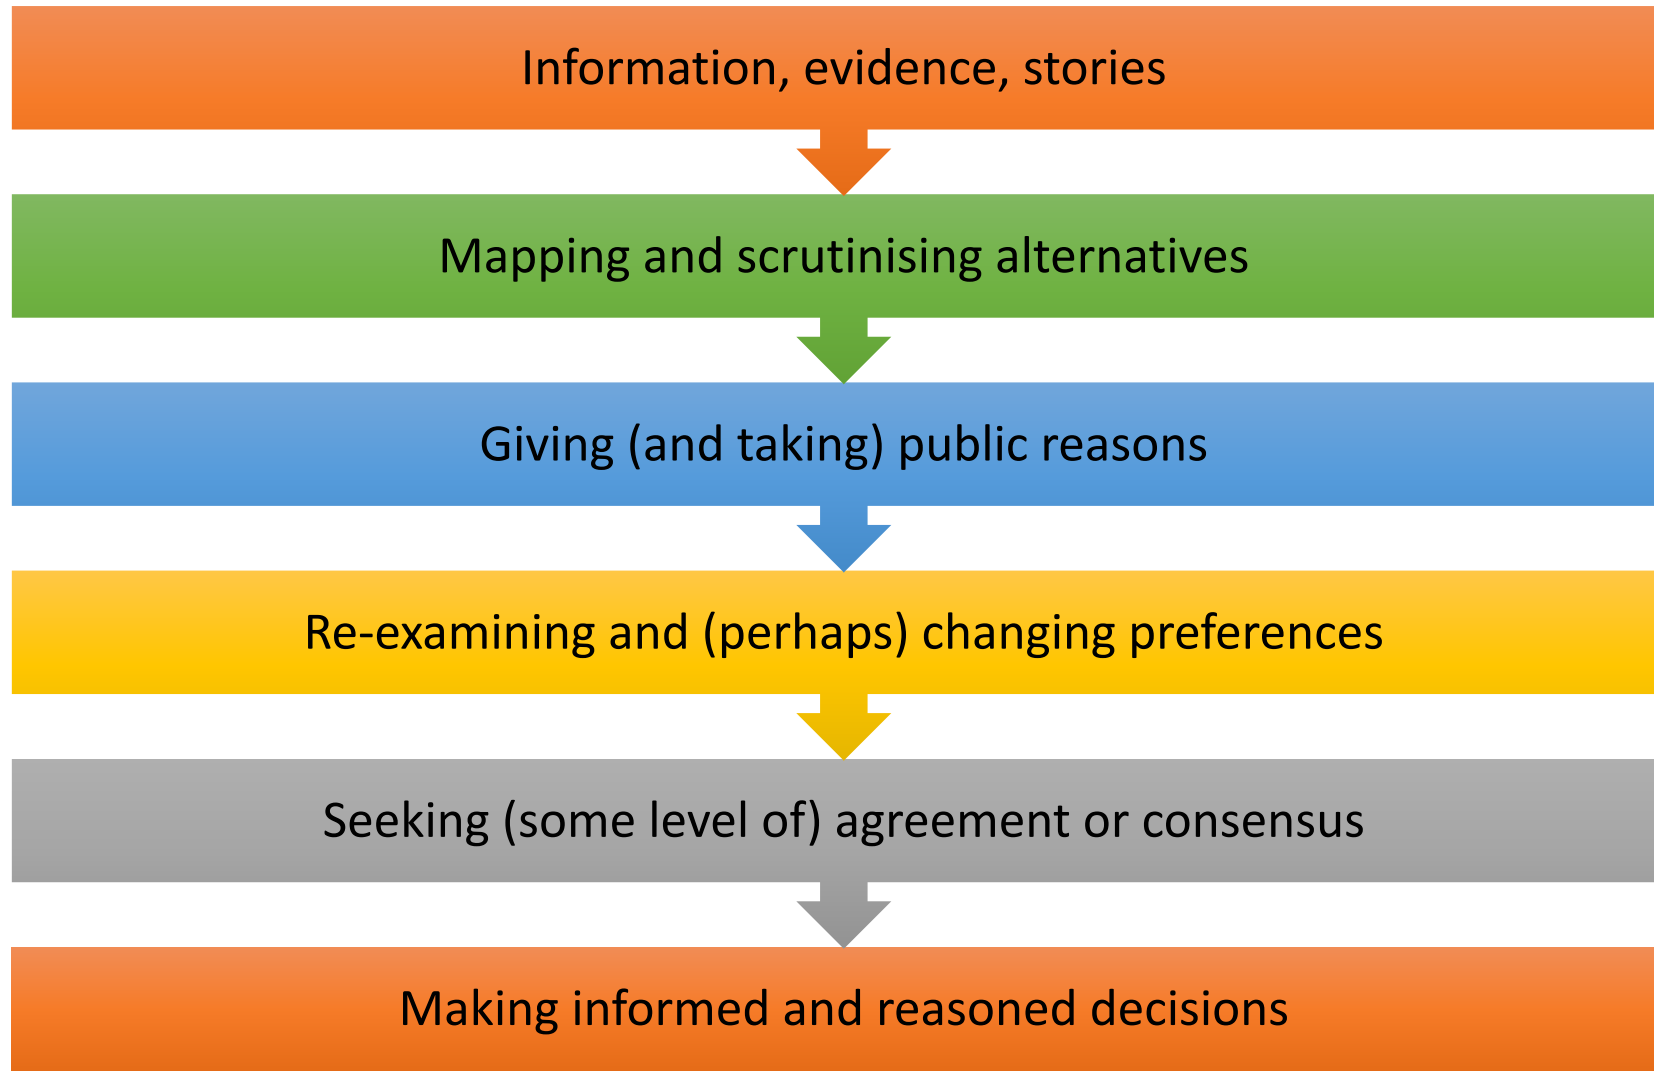 Information, evidence, stories
Mapping and scrutinising alternatives
Giving (and taking) public reasons
Re-examining and (perhaps) changing preferences
Seeking (some level of) agreement or consensus
Making informed and reasoned decisions